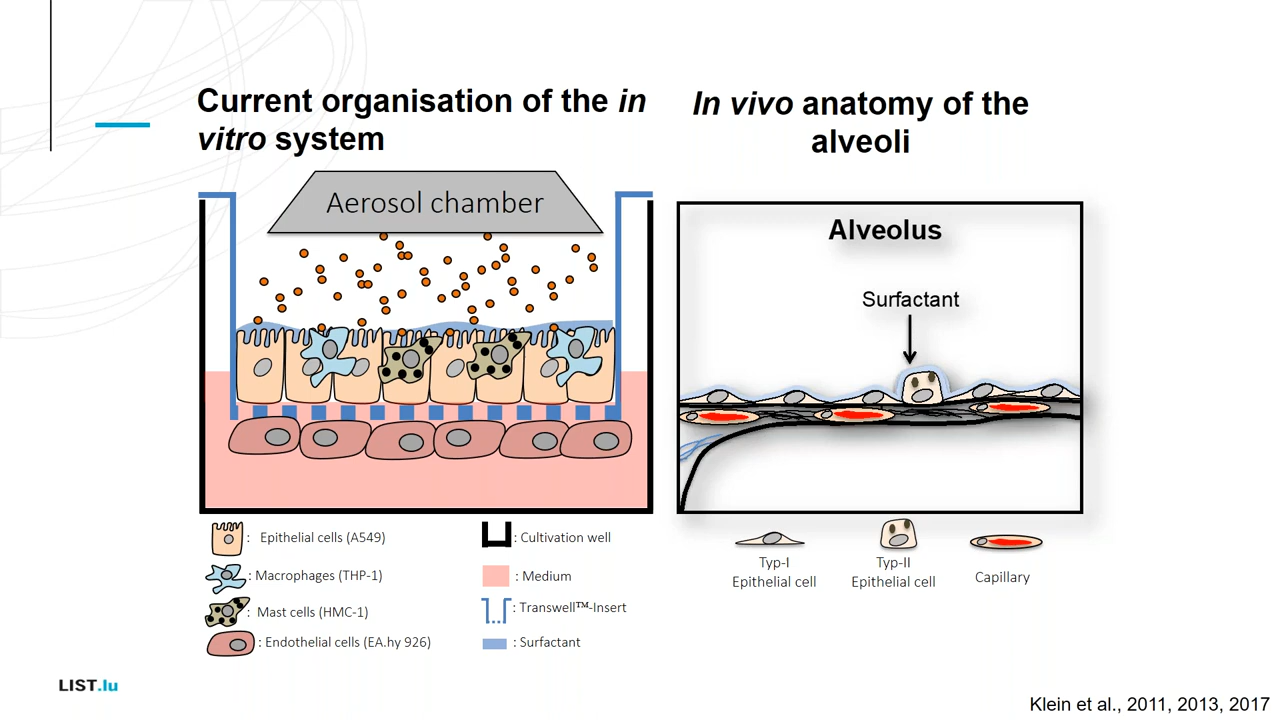 Current organisation of the in
vitro system
In vivo anatomy of the
alveoli
Aerosol chamber
Alveolus
Surfactant
: Epithelial cells (A549)
: Macrophages (THP-1)
: Mast cells (HMC-1)
: Endothelial cells (EA.hy 926)
: Cultivation well
: Medium
: Transwell™-Insert
: Surfactant
Typ-I
Epithelial cell
Typ-II
Epithelial cell
Capillary
LIST.lu
Klein et al., 2011, 2013, 2017